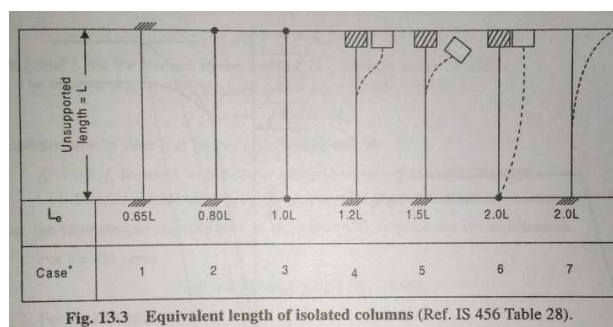 Unsupported
length = L
Le 0.65L 0.80L 1.0L 1.2L 1.5L 2.0L 2.0L
Case* 1 2 3 4 5 6 7
Fig. 13.3 Equivalent length of isolated columns (Ref. IS 456 Table 28).